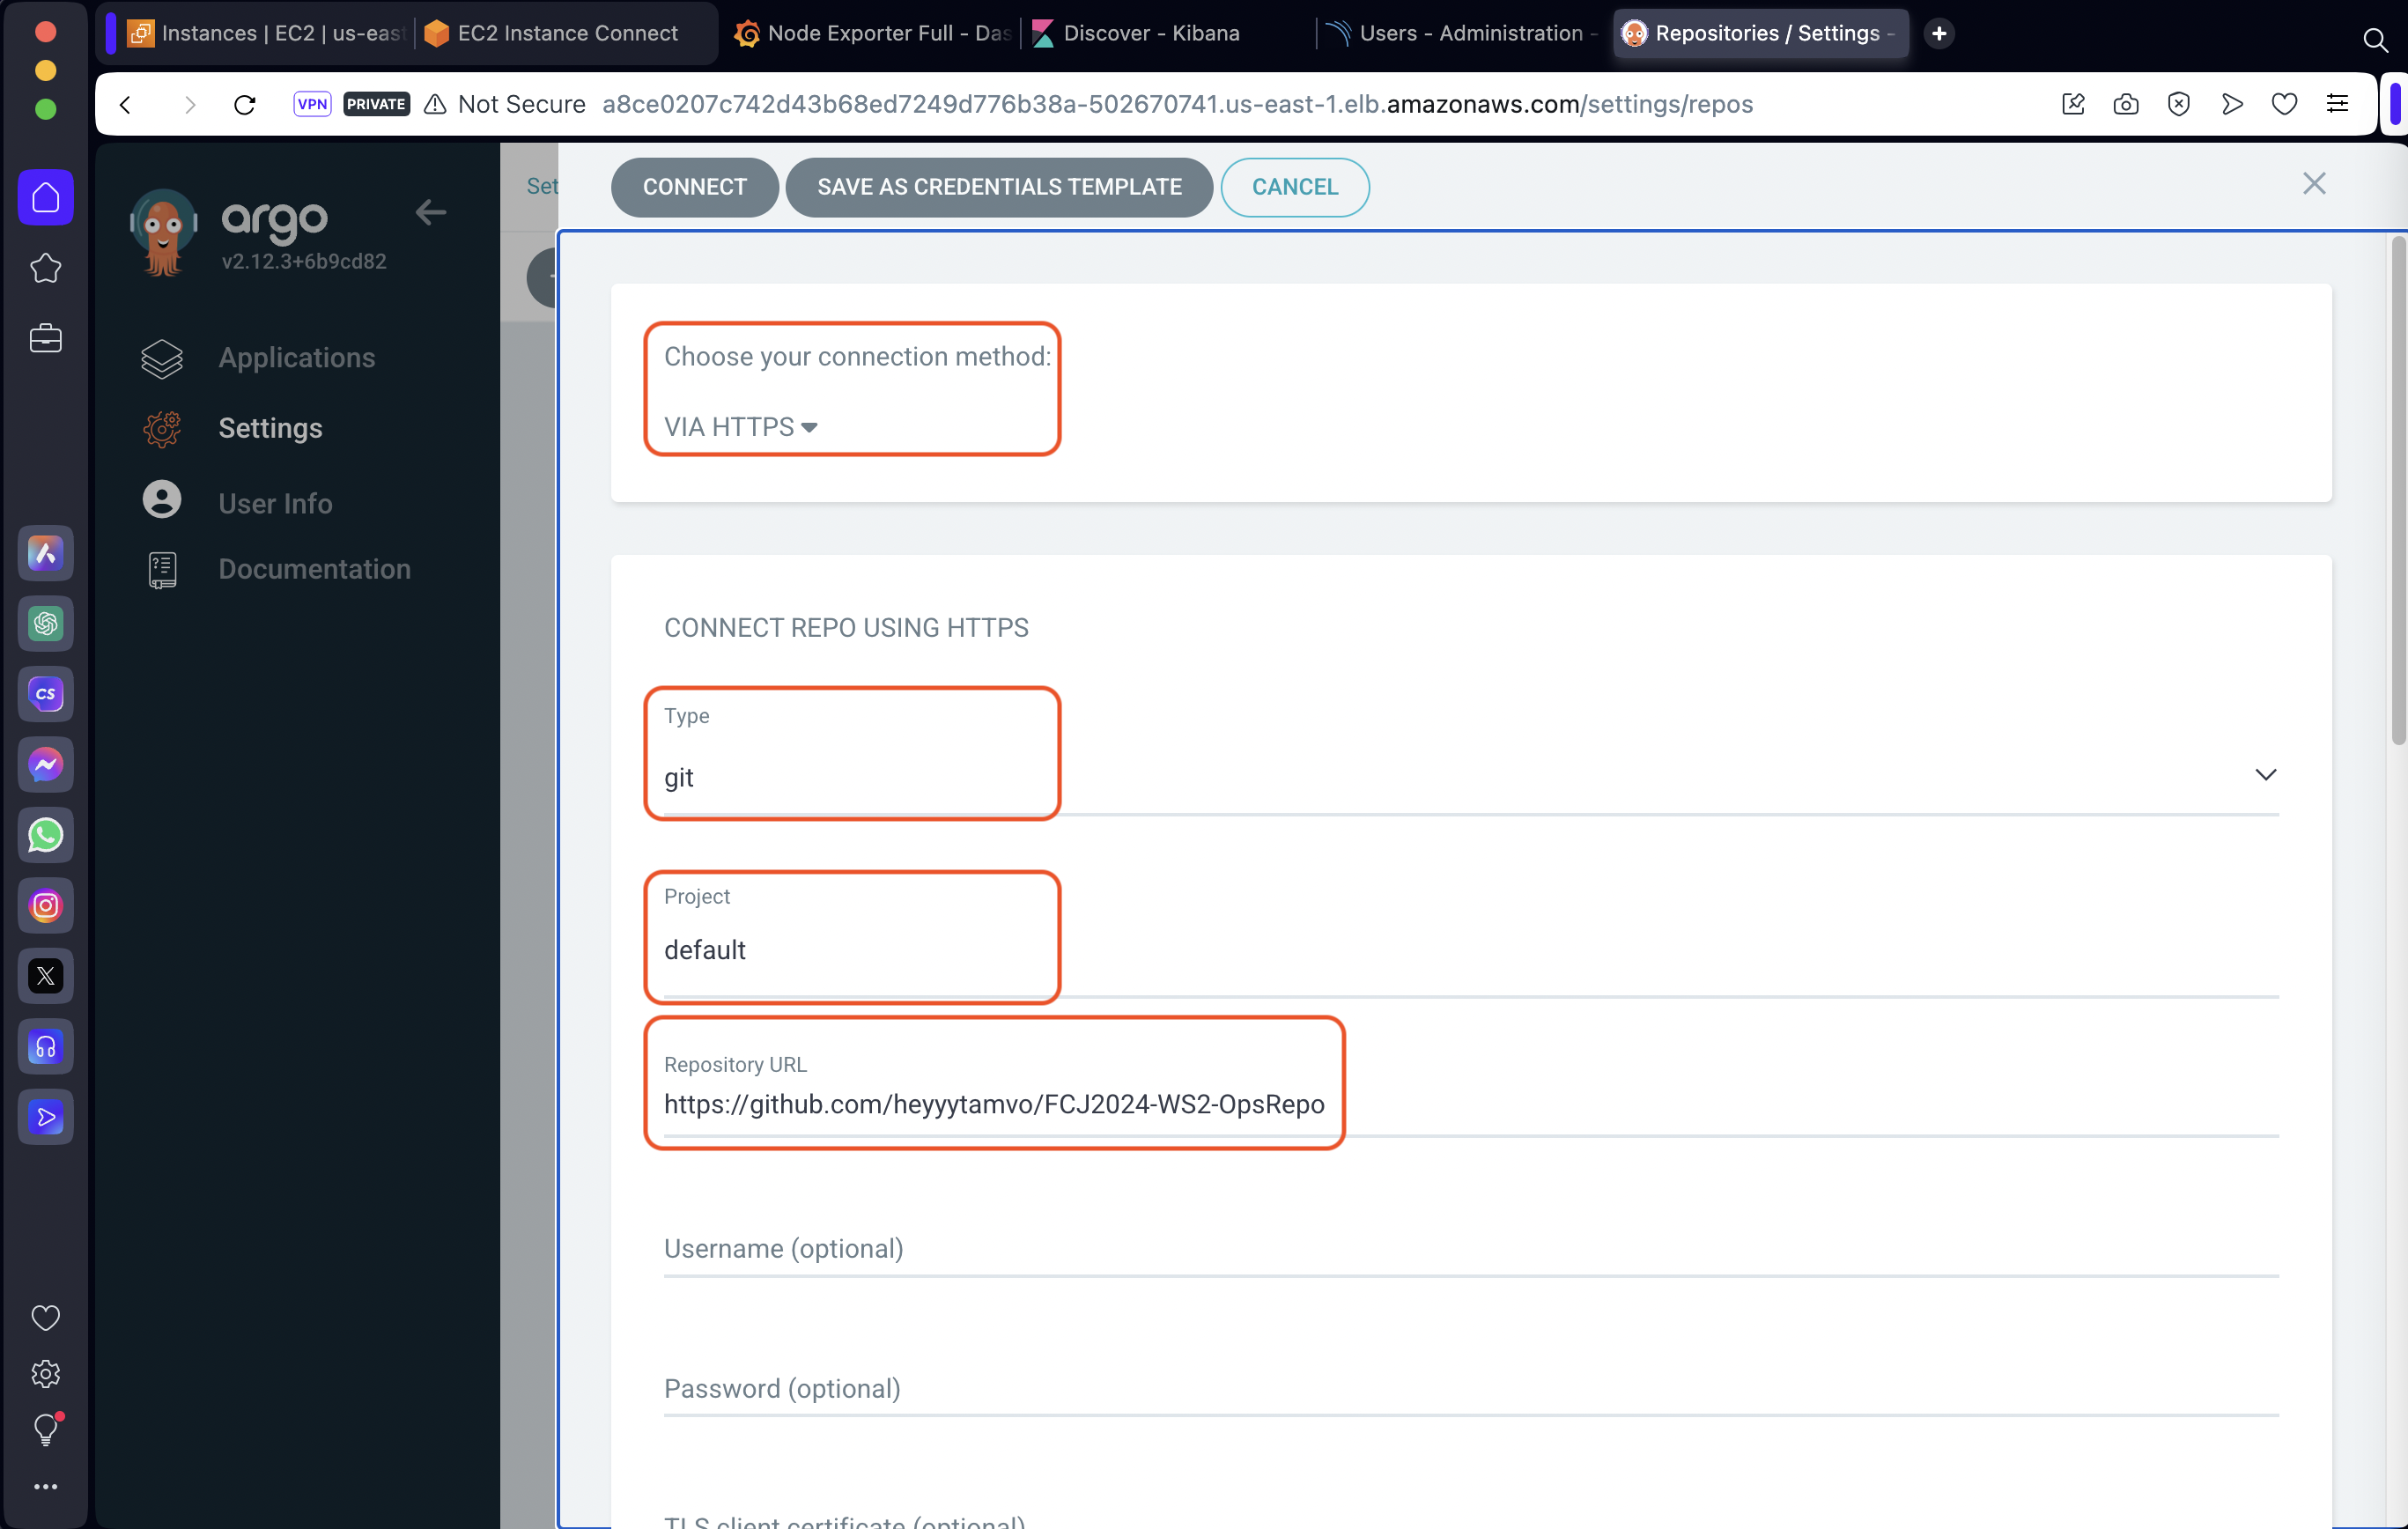 Instances | EC2 | us-east
EC2 Instance Connect
Node Exporter Full - Das
Discover - Kibana
Users - Administration -
Repositories / Settings -
VPN
PRIVATE
Not Secure
a8ce0207c742d43b68ed7249d776b38a-502670741.us-east-1.elb.amazonaws.com/settings/repos
argo
v2.12.3+6b9cd82
Applications
Settings
User Info
Documentation
CS
Set
CONNECT
SAVE AS CREDENTIALS TEMPLATE
CANCEL
Choose your connection method:
VIA HTTPS
CONNECT REPO USING HTTPS
Type
git
Project
default
Repository URL
https://github.com/heyyytamvo/FCJ2024-WS2-OpsRepo
Username (optional)
Password (optional)
TLS client certificate (optional)